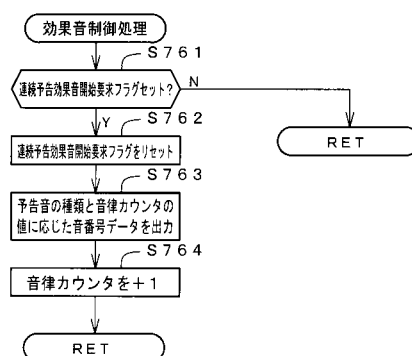 効果音制御処理
S761
連続予告効果音開始要求フラグセット?
N
Y
S762
連続予告効果音開始要求フラグをリセット
RET
S763
予告音の種類と音律カウンタの
値に応じた音番号データを出力
S764
音律カウンタを+1
RET